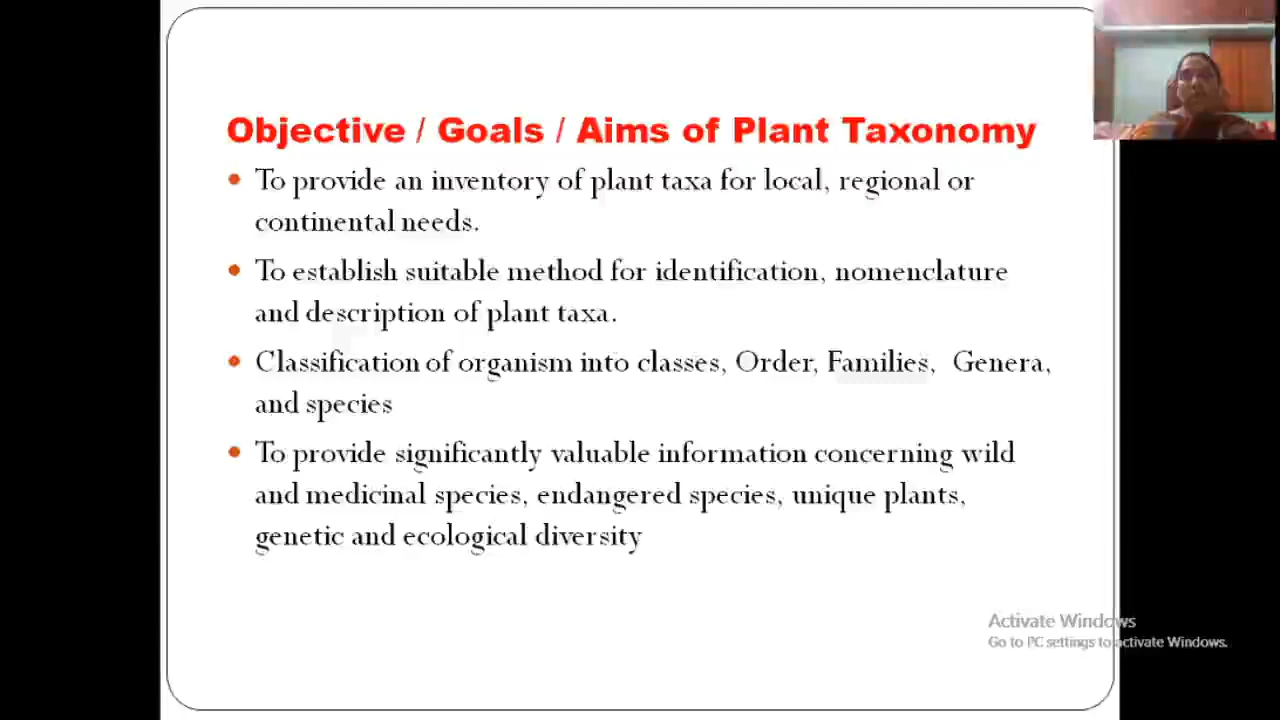 Objective / Goals / Aims of Plant Taxonomy
• To provide an inventory of plant taxa for local, regional or
continental needs.
• To establish suitable method for identification, nomenclature
and description of plant taxa.
• Classification of organism into classes, Order, Families, Genera,
and species
• To provide significantly valuable information concerning wild
and medicinal species, endangered species, unique plants,
genetic and ecological diversity
Activate Windows
Go to PC settings to activate Windows.